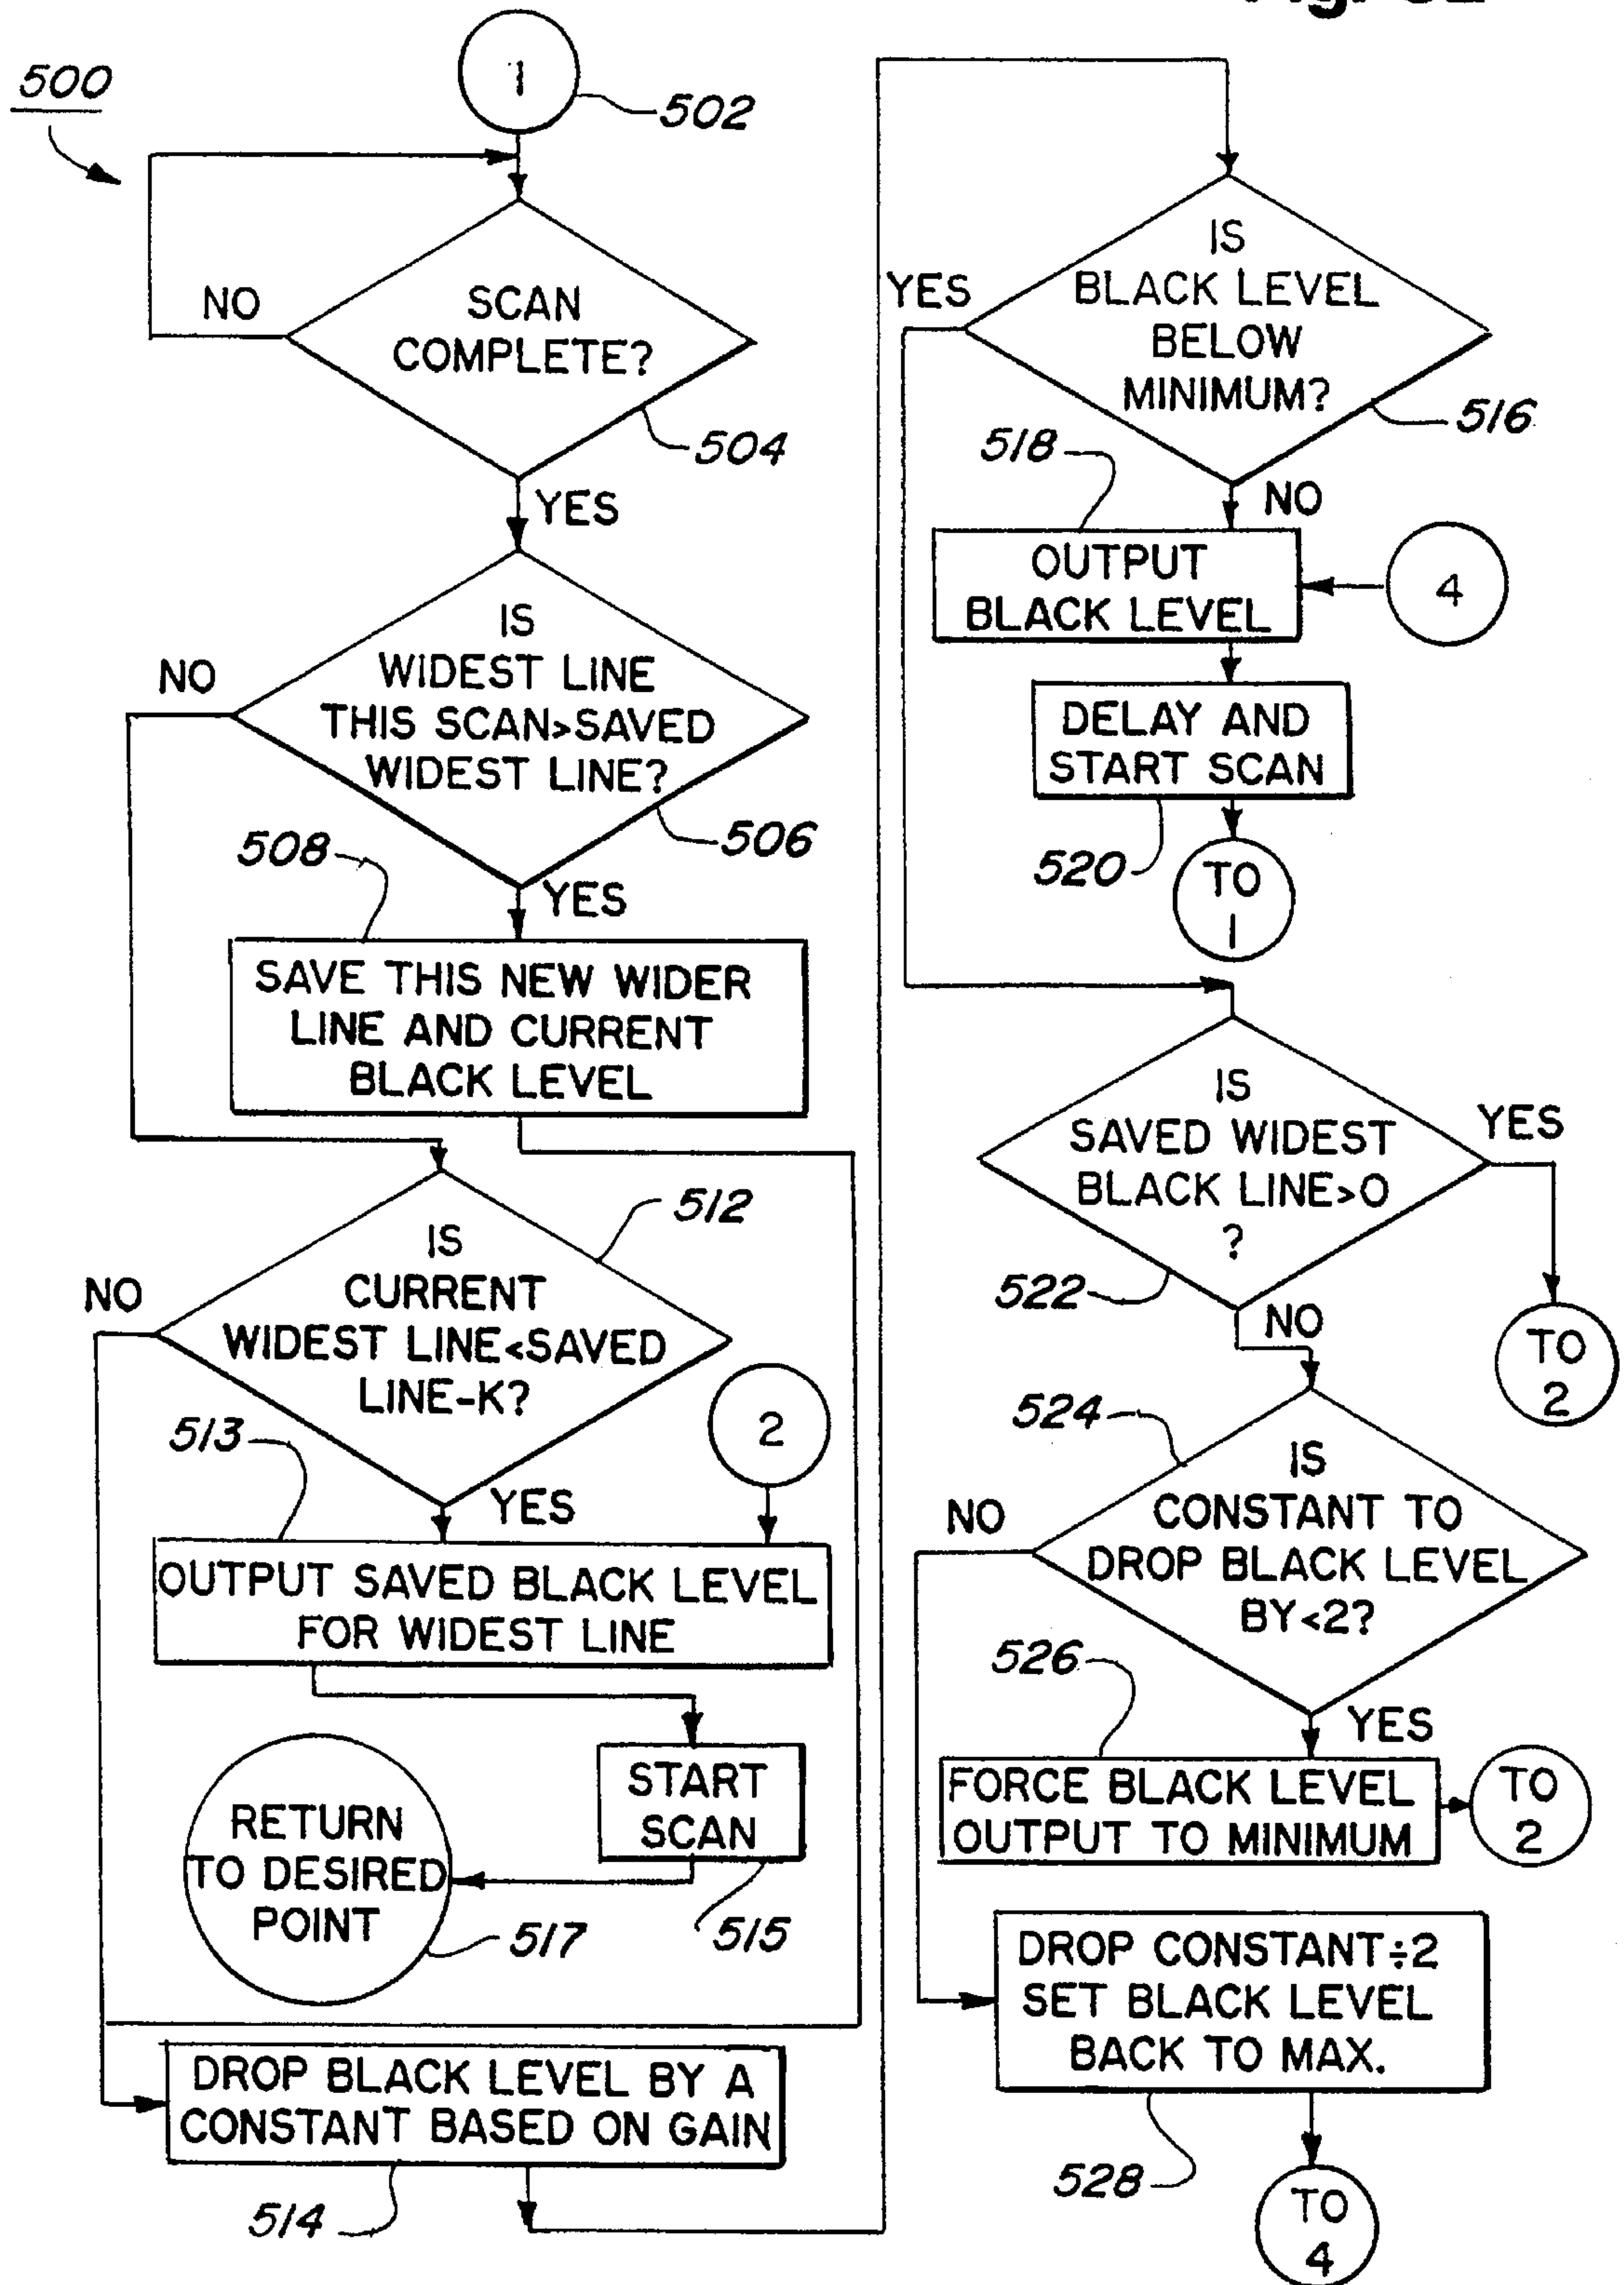 500
1
502
NO
SCAN
COMPLETE?
504
YES
IS
WIDEST LINE
THIS SCAN>SAVED
WIDEST LINE?
NO
506
508
YES
SAVE THIS NEW WIDER
LINE AND CURRENT
BLACK LEVEL
512
IS
CURRENT
WIDEST LINE<SAVED
LINE-K?
NO
513
YES
2
OUTPUT SAVED BLACK LEVEL
FOR WIDEST LINE
START
SCAN
515
RETURN
TO DESIRED
POINT
517
DROP BLACK LEVEL BY A
CONSTANT BASED ON GAIN
514
IS
BLACK LEVEL
BELOW
MINIMUM?
YES
516
518
NO
OUTPUT
BLACK LEVEL
4
DELAY AND
START SCAN
520
TO
1
IS
SAVED WIDEST
BLACK LINE>0
?
YES
522
NO
TO
2
524
IS
CONSTANT TO
DROP BLACK LEVEL
BY<2?
NO
526
YES
FORCE BLACK LEVEL
OUTPUT TO MINIMUM
TO
2
DROP CONSTANT÷2
SET BLACK LEVEL
BACK TO MAX.
528
TO
4